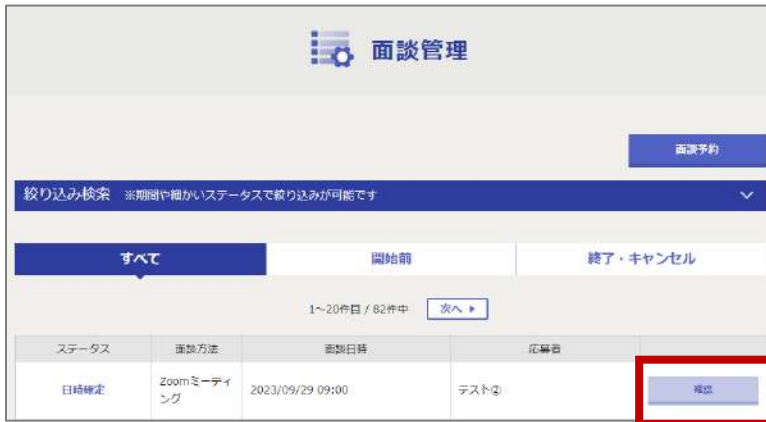 面談管理
面談予約
絞り込み検索 ※期間や細かいステータスで絞り込みが可能です
すべて 開始前 終了・キャンセル
1～20件目 / 82件中 次へ
ステータス 面談方法 面談日時 応募者
日時確定 Zoomミーティ
ング 2023/09/29 09:00 テスト② 確認